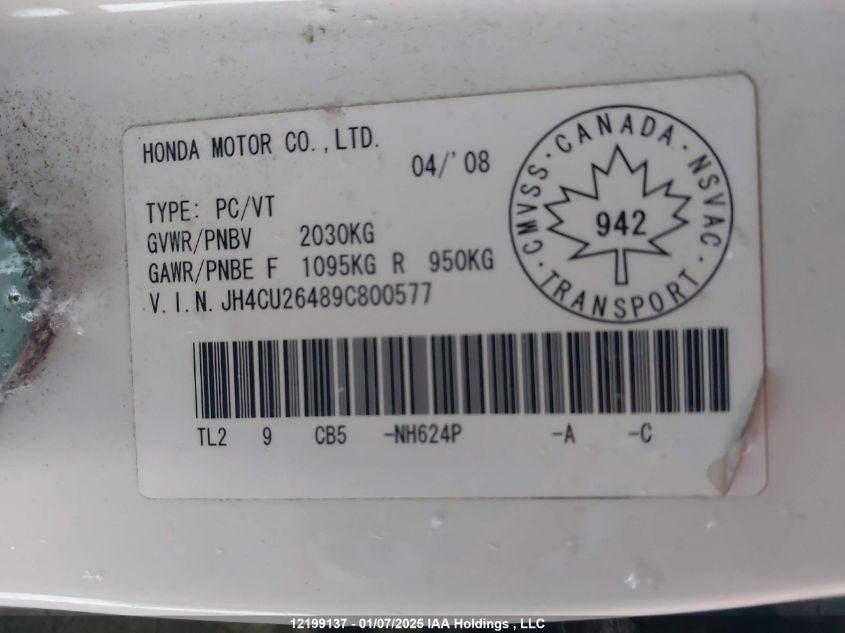 HONDA MOTOR CO.,LTD.
04/'08
TYPE: PC/VT
GVWR/PNBV 2030KG
GAWR/PNBE F 1095KG R 950KG
V.I.N. JH4CU26489C800577
CMVSS · CANADA · NSVAC · TRANSPORT ·
942
TL2 9 CB5 -NH624P -A -C
12199137 - 01/07/2025 IAA Holdings , LLC